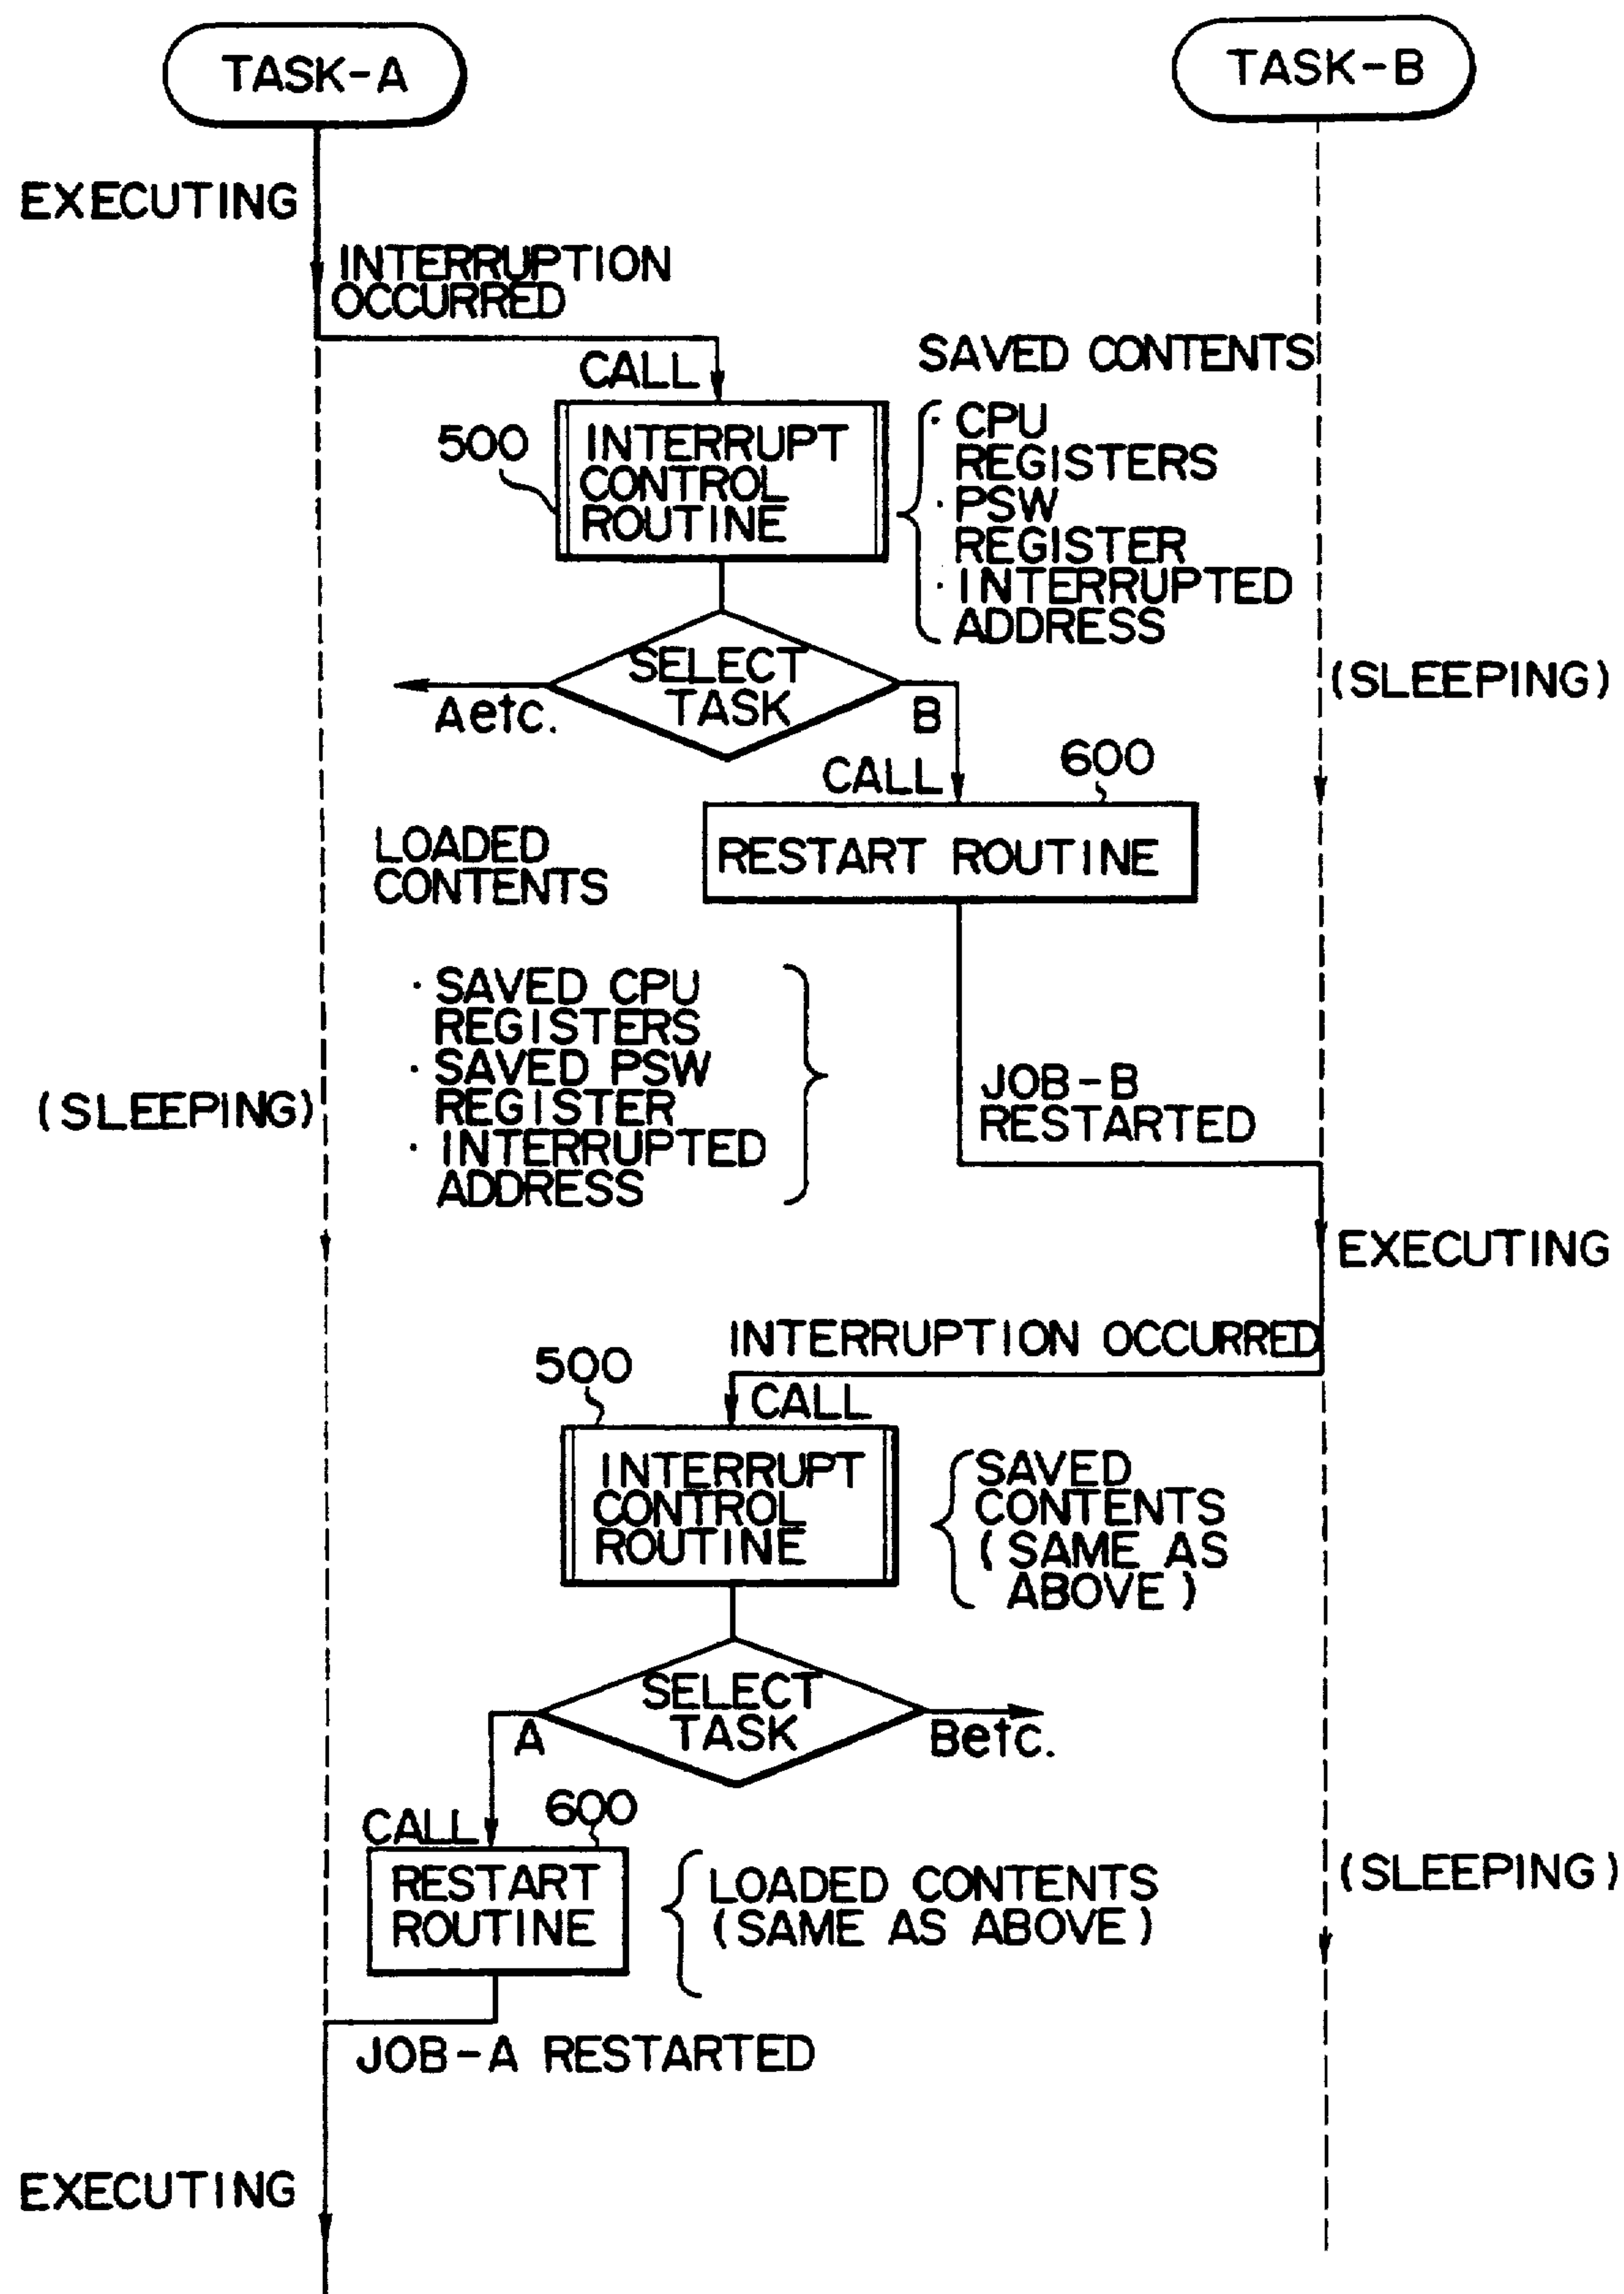 TASK-A
TASK-B
EXECUTING
INTERRUPTION
OCCURRED
CALL
SAVED CONTENTS
500
INTERRUPT
CONTROL
ROUTINE
· CPU
REGISTERS
· PSW
REGISTER
· INTERRUPTED
ADDRESS
SELECT
TASK
Aetc.
B
(SLEEPING)
CALL
600
RESTART ROUTINE
LOADED
CONTENTS
· SAVED CPU
REGISTERS
· SAVED PSW
REGISTER
· INTERRUPTED
ADDRESS
(SLEEPING)
JOB-B
RESTARTED
EXECUTING
INTERRUPTION OCCURRED
500
CALL
INTERRUPT
CONTROL
ROUTINE
SAVED
CONTENTS
(SAME AS
ABOVE)
SELECT
TASK
A
Betc.
CALL
600
RESTART
ROUTINE
LOADED CONTENTS
(SAME AS ABOVE)
(SLEEPING)
JOB-A RESTARTED
EXECUTING